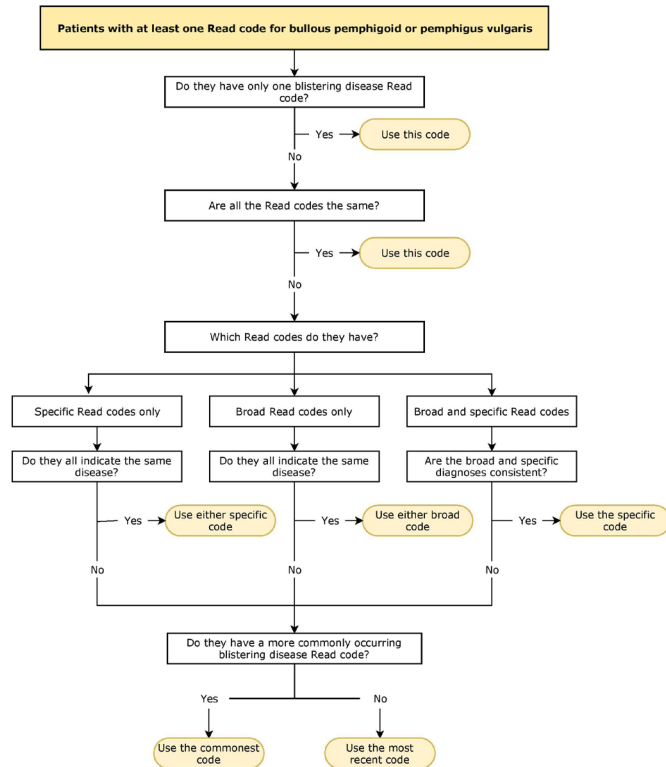 Patients with at least one Read code for bullous pemphigoid or pemphigus vulgaris
Do they have only one blistering disease Read
code?
Yes
Use this code
No
Are all the Read codes the same?
Yes
Use this code
No
Which Read codes do they have?
Specific Read codes only
Broad Read codes only
Broad and specific Read codes
Do they all indicate the same
disease?
Do they all indicate the same
disease?
Are the broad and specific
diagnoses consistent?
Yes
Use either specific
code
Yes
Use either broad
code
Yes
Use the specific
code
No
No
No
Do they have a more commonly occurring
blistering disease Read code?
Yes
No
Use the commonest
code
Use the most
recent code